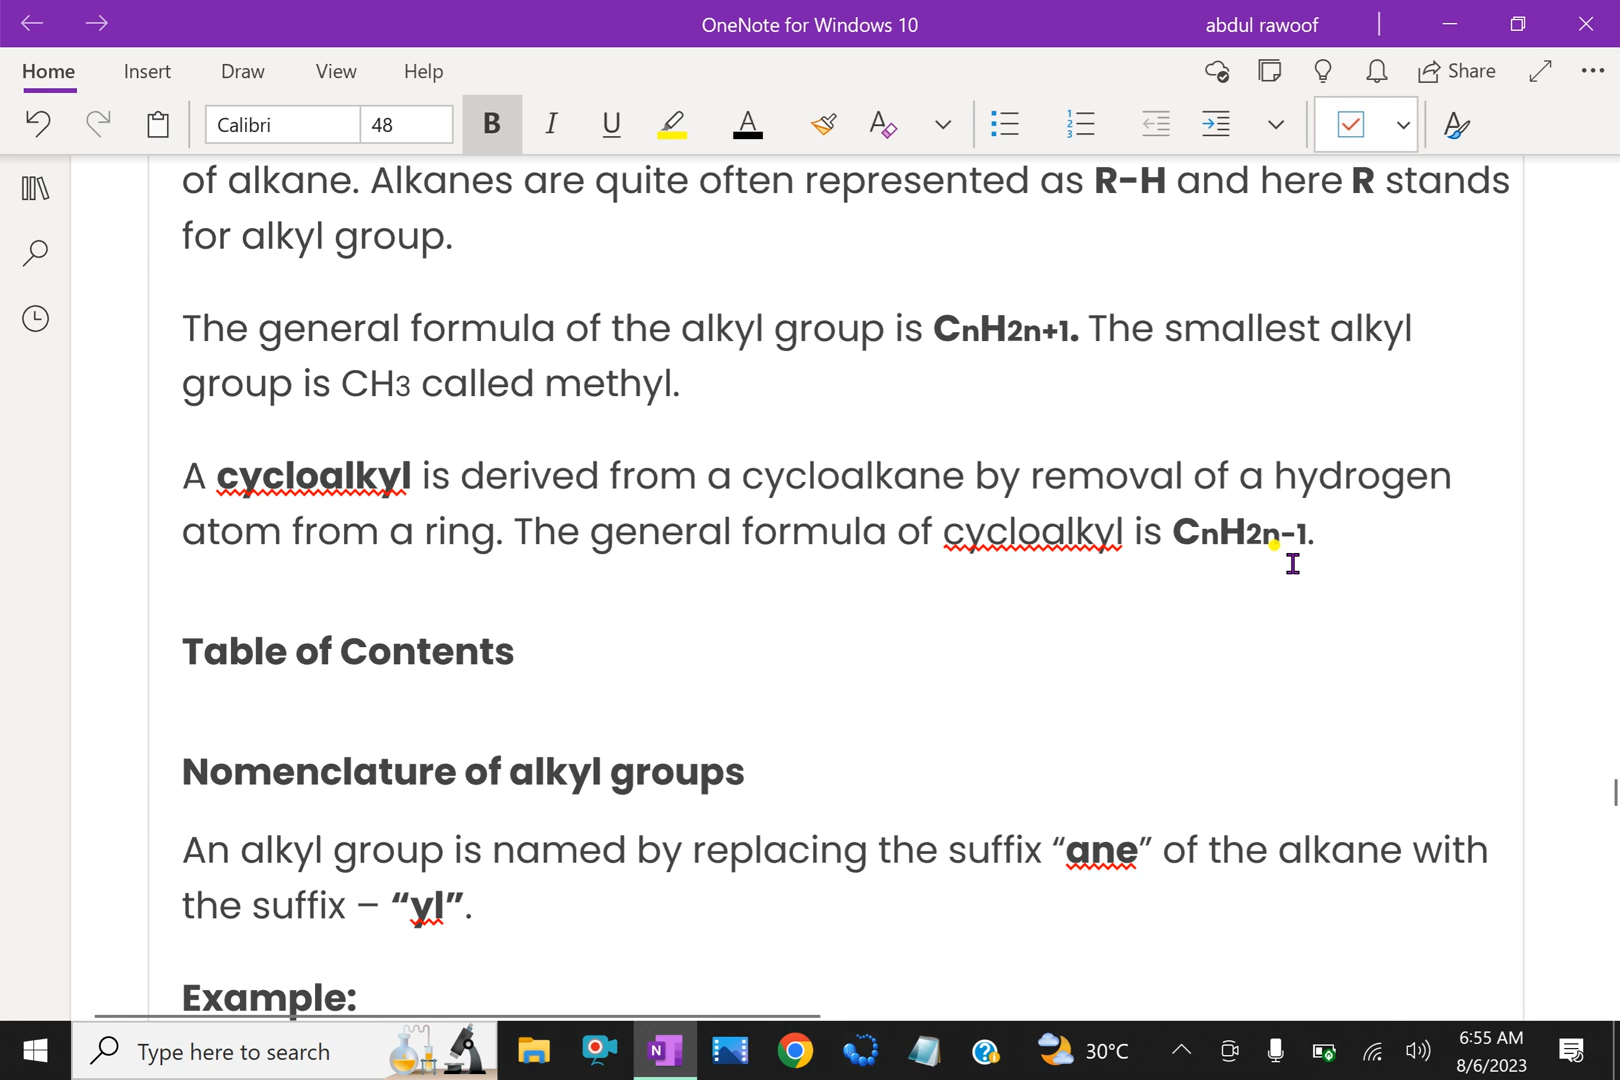 OneNote for Windows 10
abdul rawoof
Home Insert Draw View Help
Share
Calibri 48
B I U A A
of alkane. Alkanes are quite often represented as R-H and here R stands
for alkyl group.
The general formula of the alkyl group is CnH2n+1. The smallest alkyl
group is CH3 called methyl.
A cycloalkyl is derived from a cycloalkane by removal of a hydrogen
atom from a ring. The general formula of cycloalkyl is CnH2n-1.
Table of Contents
Nomenclature of alkyl groups
An alkyl group is named by replacing the suffix “ane” of the alkane with
the suffix – “yl”.
Example:
Type here to search
30°C
6:55 AM
8/6/2023